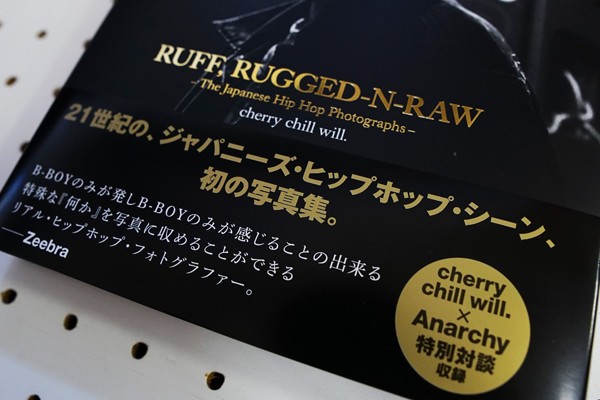 RUFF, RUGGED-N-RAW
-The Japanese Hip Hop Photographs-
cherry chill will.
21世紀の、ジャパニーズ・ヒップホップ・シーン、
初の写真集。
B-BOYのみが発しB-BOYのみが感じることの出来る
特殊な『何か』を写真に収めることができる
リアル・ヒップホップ・フォトグラファー。
──Zeebra
cherry
chill will.
×
Anarchy
特別対談
収録